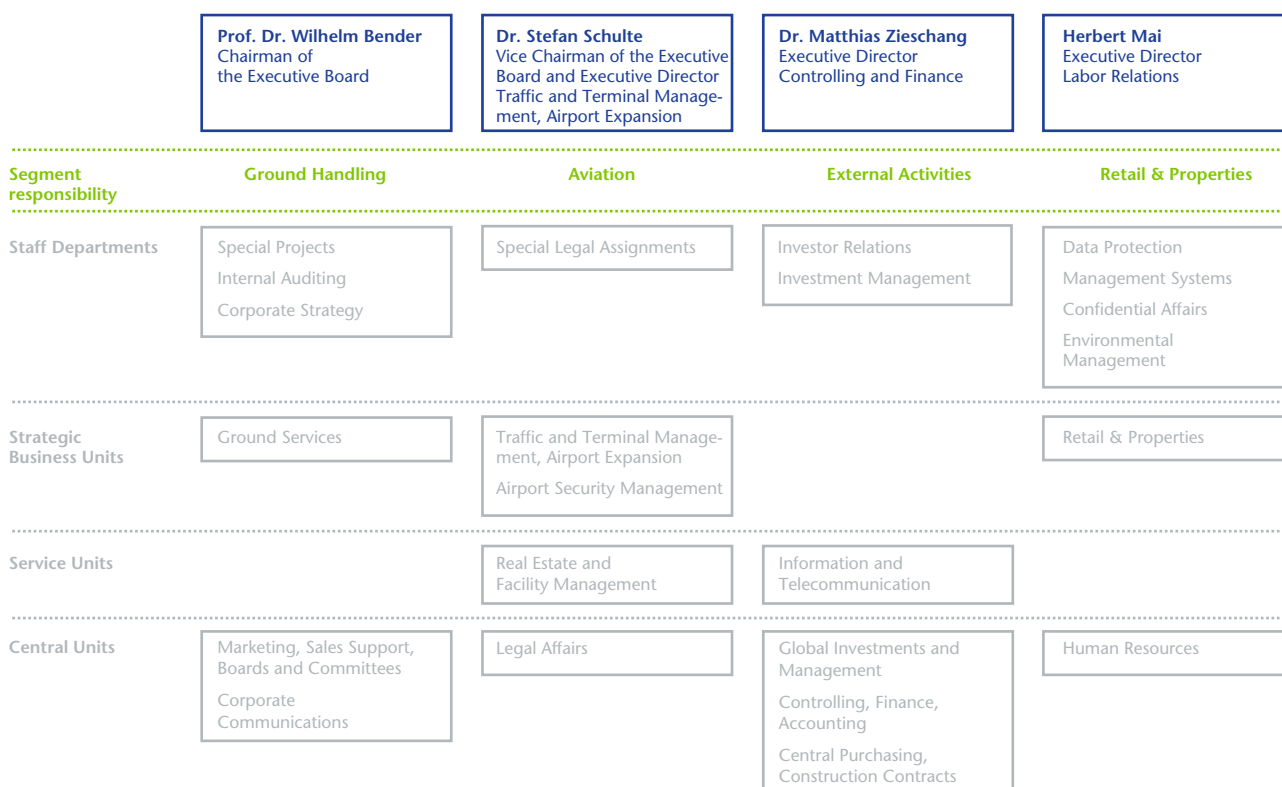 Prof. Dr. Wilhelm Bender
Chairman of
the Executive Board
Dr. Stefan Schulte
Vice Chairman of the Executive
Board and Executive Director
Traffic and Terminal Manage-
ment, Airport Expansion
Dr. Matthias Zieschang
Executive Director
Controlling and Finance
Herbert Mai
Executive Director
Labor Relations
Segment
responsibility
Ground Handling
Aviation
External Activities
Retail & Properties
Staff Departments
Special Projects
Internal Auditing
Corporate Strategy
Special Legal Assignments
Investor Relations
Investment Management
Data Protection
Management Systems
Confidential Affairs
Environmental
Management
Strategic
Business Units
Ground Services
Traffic and Terminal Manage-
ment, Airport Expansion
Airport Security Management
Retail & Properties
Service Units
Real Estate and
Facility Management
Information and
Telecommunication
Central Units
Marketing, Sales Support,
Boards and Committees
Corporate
Communications
Legal Affairs
Global Investments and
Management
Controlling, Finance,
Accounting
Central Purchasing,
Construction Contracts
Human Resources